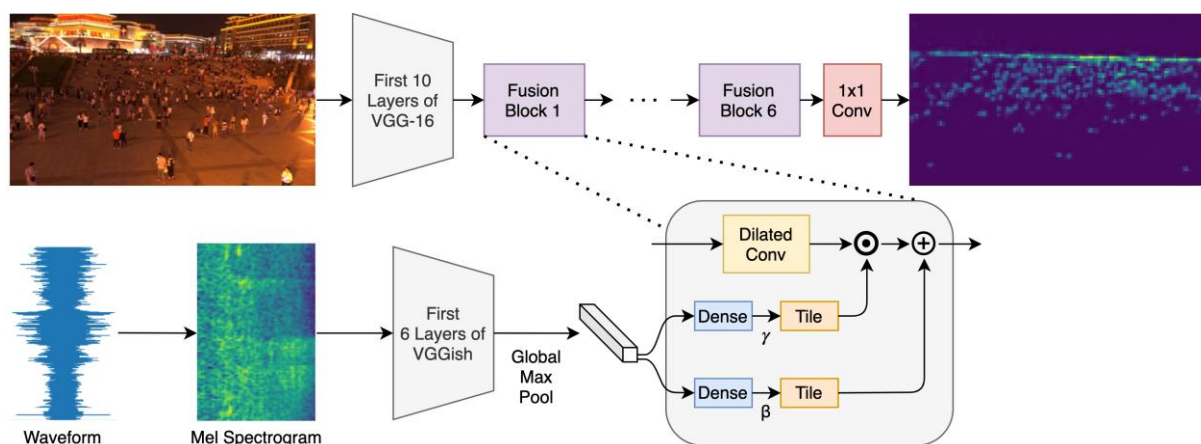 First 10
Layers of
VGG-16
Fusion
Block 1
...
Fusion
Block 6
1x1
Conv
Dilated
Conv
First
6 Layers of
VGGish
Global
Max
Pool
Dense
γ
Tile
Dense
β
Tile
Waveform
Mel Spectrogram